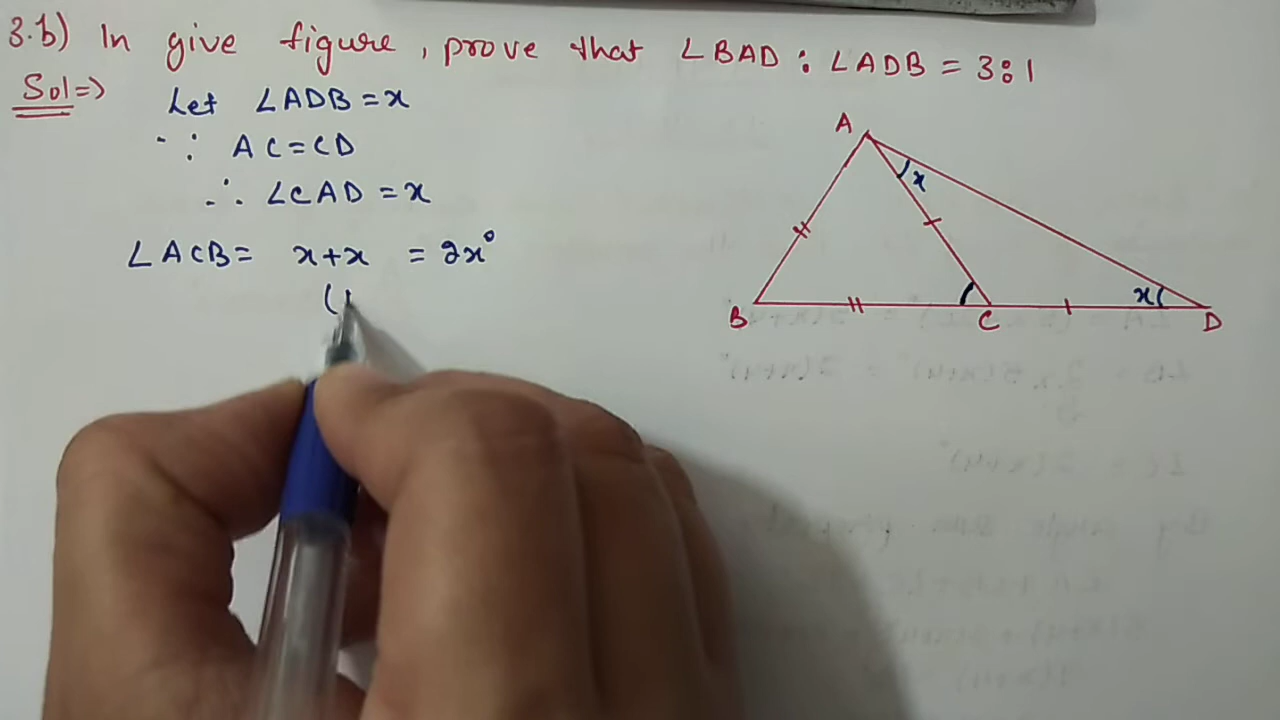 3.b) In give figure, prove that ∠BAD : ∠ADB = 3:1
Sol=>
Let ∠ADB = x
∵ AC = CD
∴ ∠CAD = x
∠ACB = x+x = 2x°
(
A
x
B
C
x
D